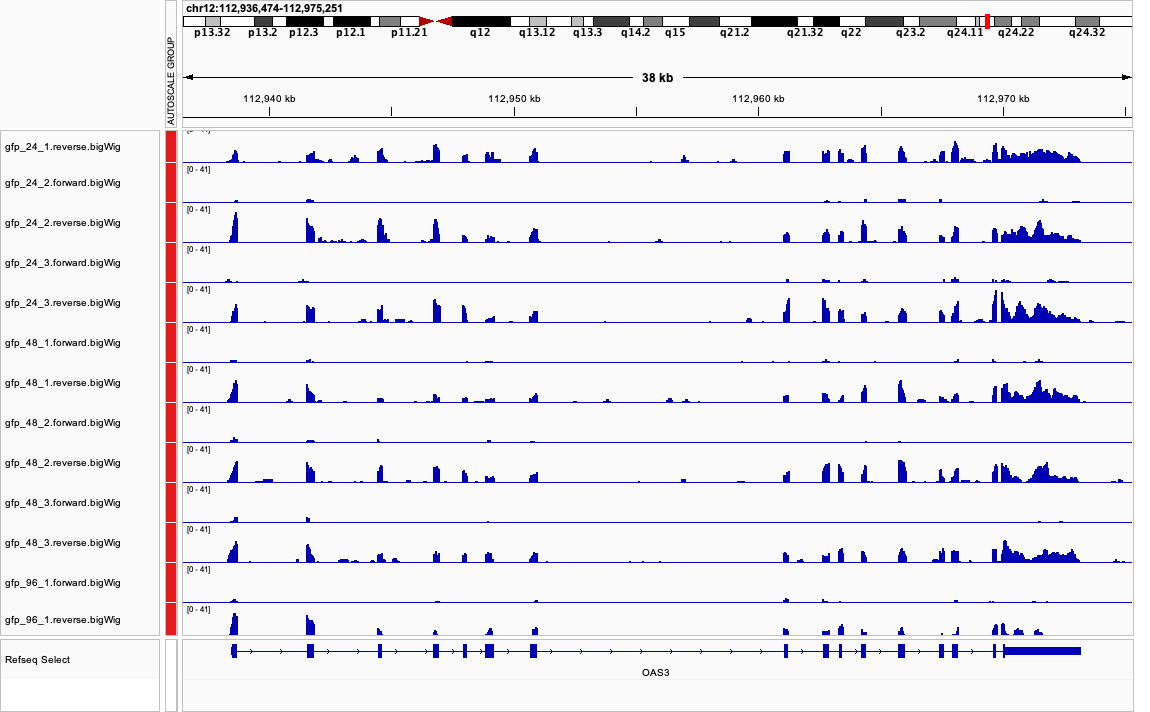 chr12:112,936,474-112,975,251
p13.32 p13.2 p12.3 p12.1 p11.21 q12 q13.12 q13.3 q14.2 q15 q21.2 q21.32 q22 q23.2 q24.11 q24.22 q24.32
AUTOSCALE GROUP
38 kb
112,940 kb 112,950 kb 112,960 kb 112,970 kb
gfp_24_1.reverse.bigWig
gfp_24_2.forward.bigWig [0 - 41]
gfp_24_2.reverse.bigWig [0 - 41]
gfp_24_3.forward.bigWig [0 - 41]
gfp_24_3.reverse.bigWig [0 - 41]
gfp_48_1.forward.bigWig [0 - 41]
gfp_48_1.reverse.bigWig [0 - 41]
gfp_48_2.forward.bigWig [0 - 41]
gfp_48_2.reverse.bigWig [0 - 41]
gfp_48_3.forward.bigWig [0 - 41]
gfp_48_3.reverse.bigWig [0 - 41]
gfp_96_1.forward.bigWig [0 - 41]
gfp_96_1.reverse.bigWig [0 - 41]
Refseq Select
OAS3